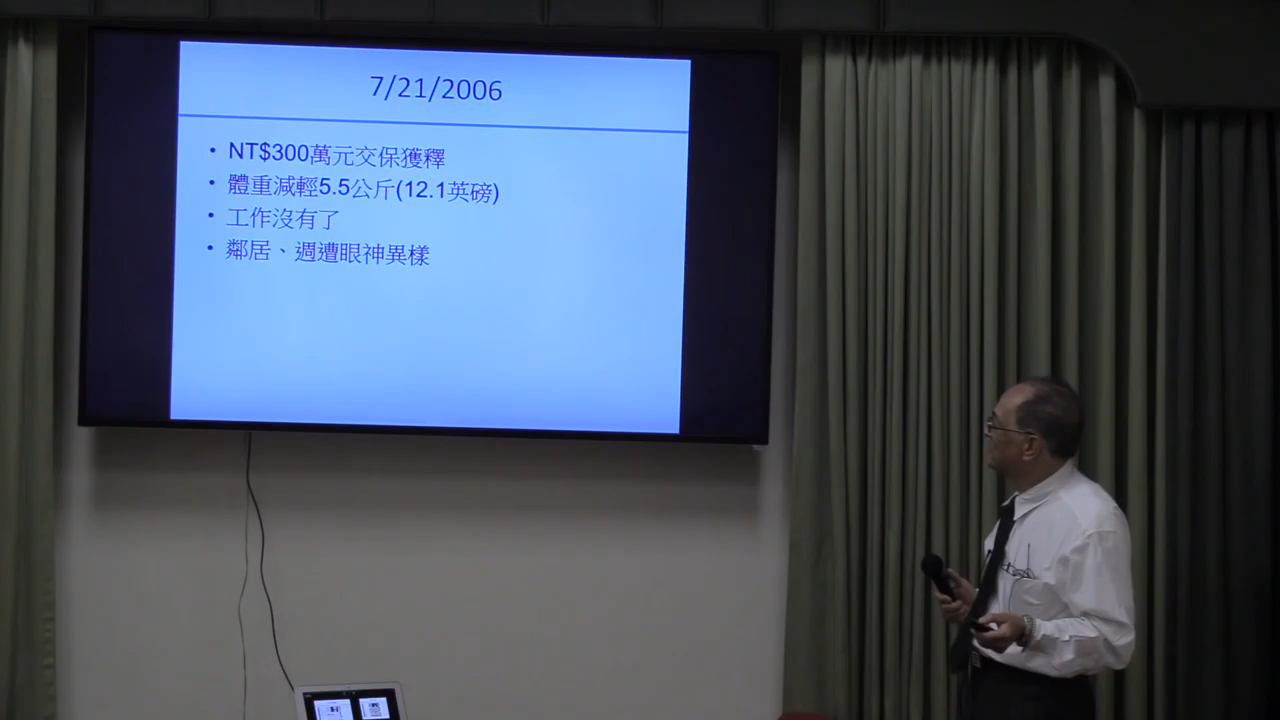 7/21/2006
• NT$300萬元交保獲釋
• 體重減輕5.5公斤(12.1英磅)
• 工作沒有了
• 鄰居、週遭眼神異樣